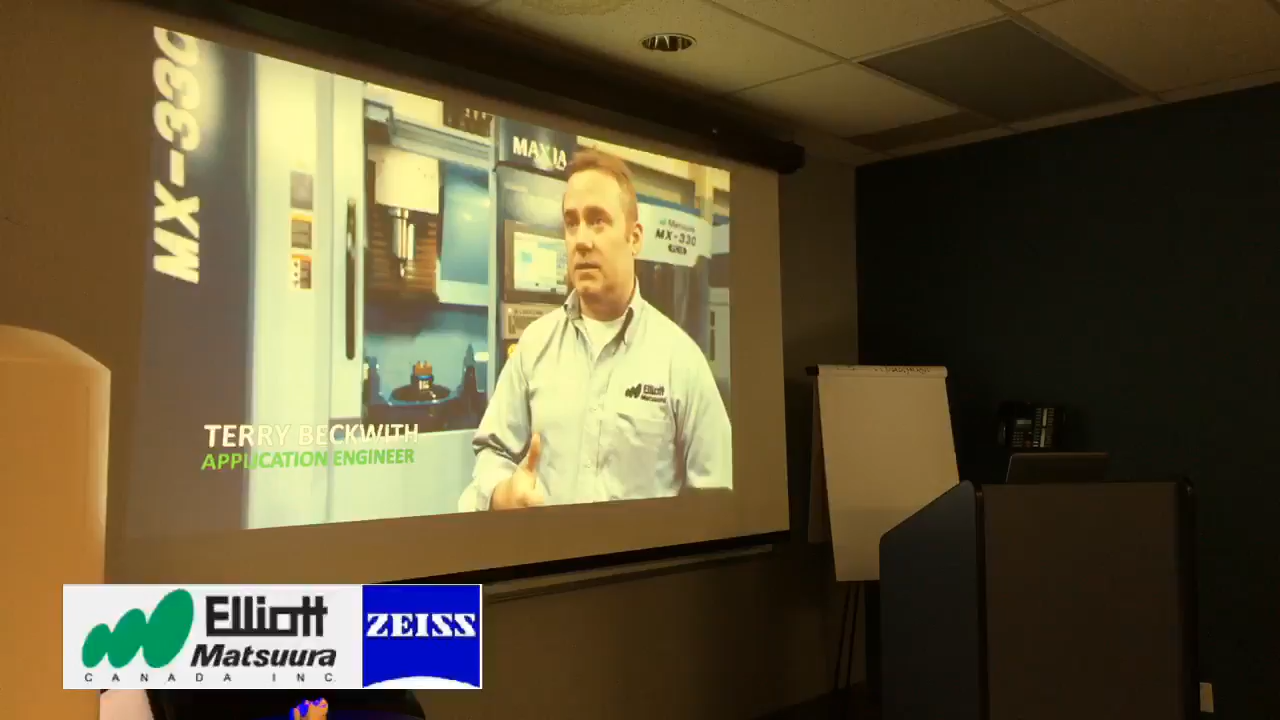 MX-330
MAXIA
Matsuura
MX-330
TERRY BECKWITH
APPLICATION ENGINEER
Elliott
Matsuura
Elliott
Matsuura
CANADA INC.
ZEISS